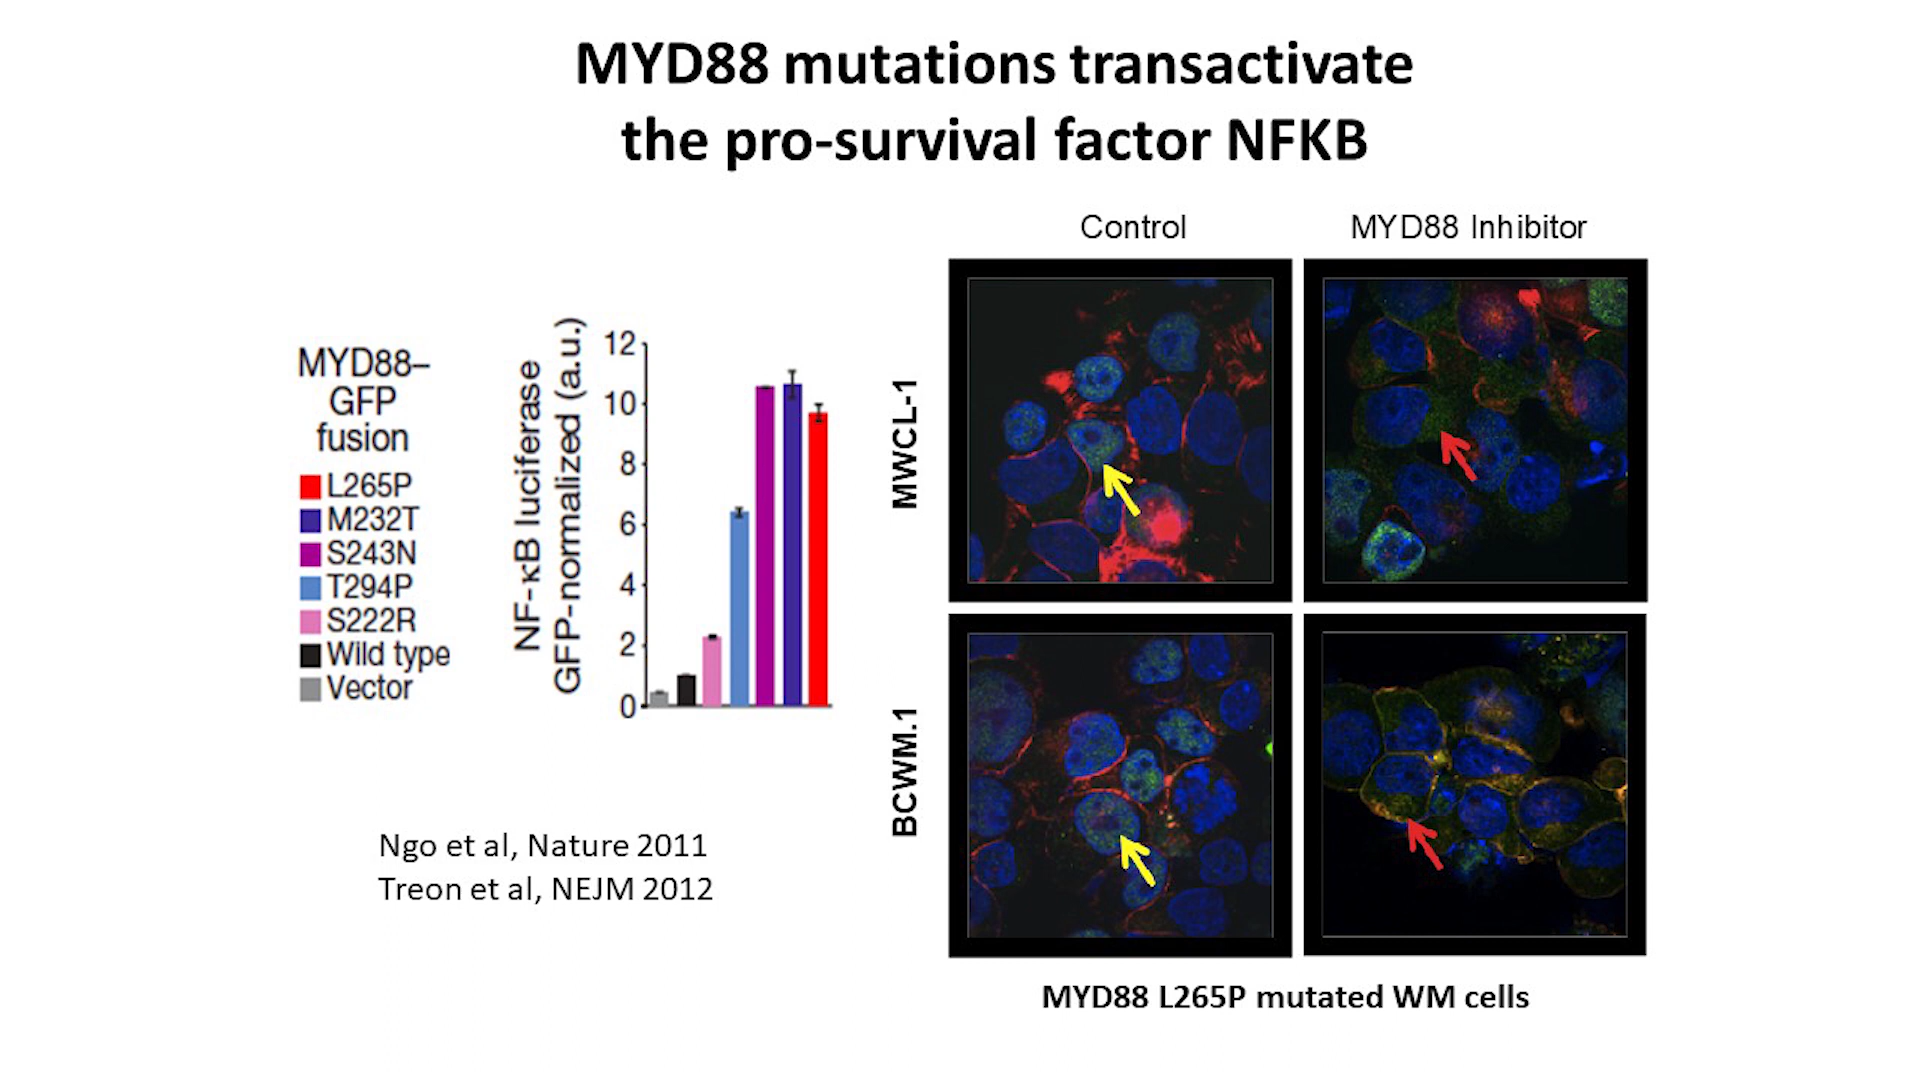 MYD88 mutations transactivate
the pro-survival factor NFKB
MYD88–
GFP
fusion
L265P
M232T
S243N
T294P
S222R
Wild type
Vector
NF-κB luciferase
GFP-normalized (a.u.)
12
10
8
6
4
2
0
Ngo et al, Nature 2011
Treon et al, NEJM 2012
Control
MYD88 Inhibitor
MWCL-1
BCWM.1
MYD88 L265P mutated WM cells